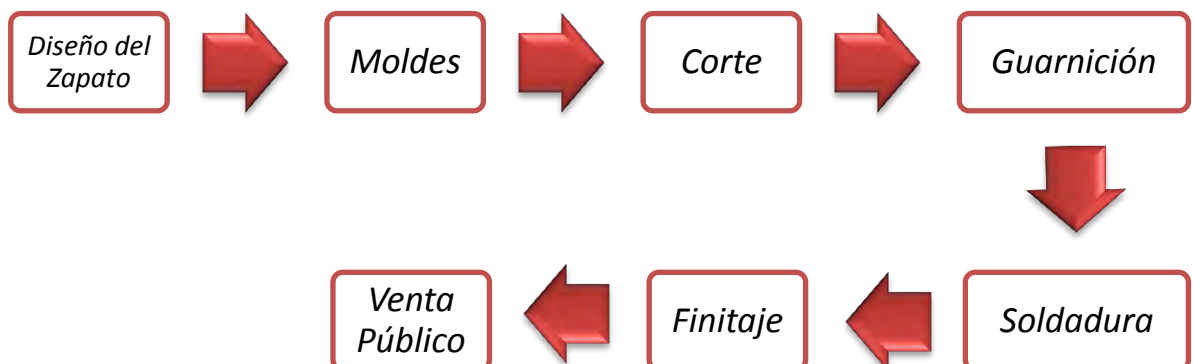 Diseño del
Zapato
Moldes
Corte
Guarnición
Soldadura
Finitaje
Venta
Público